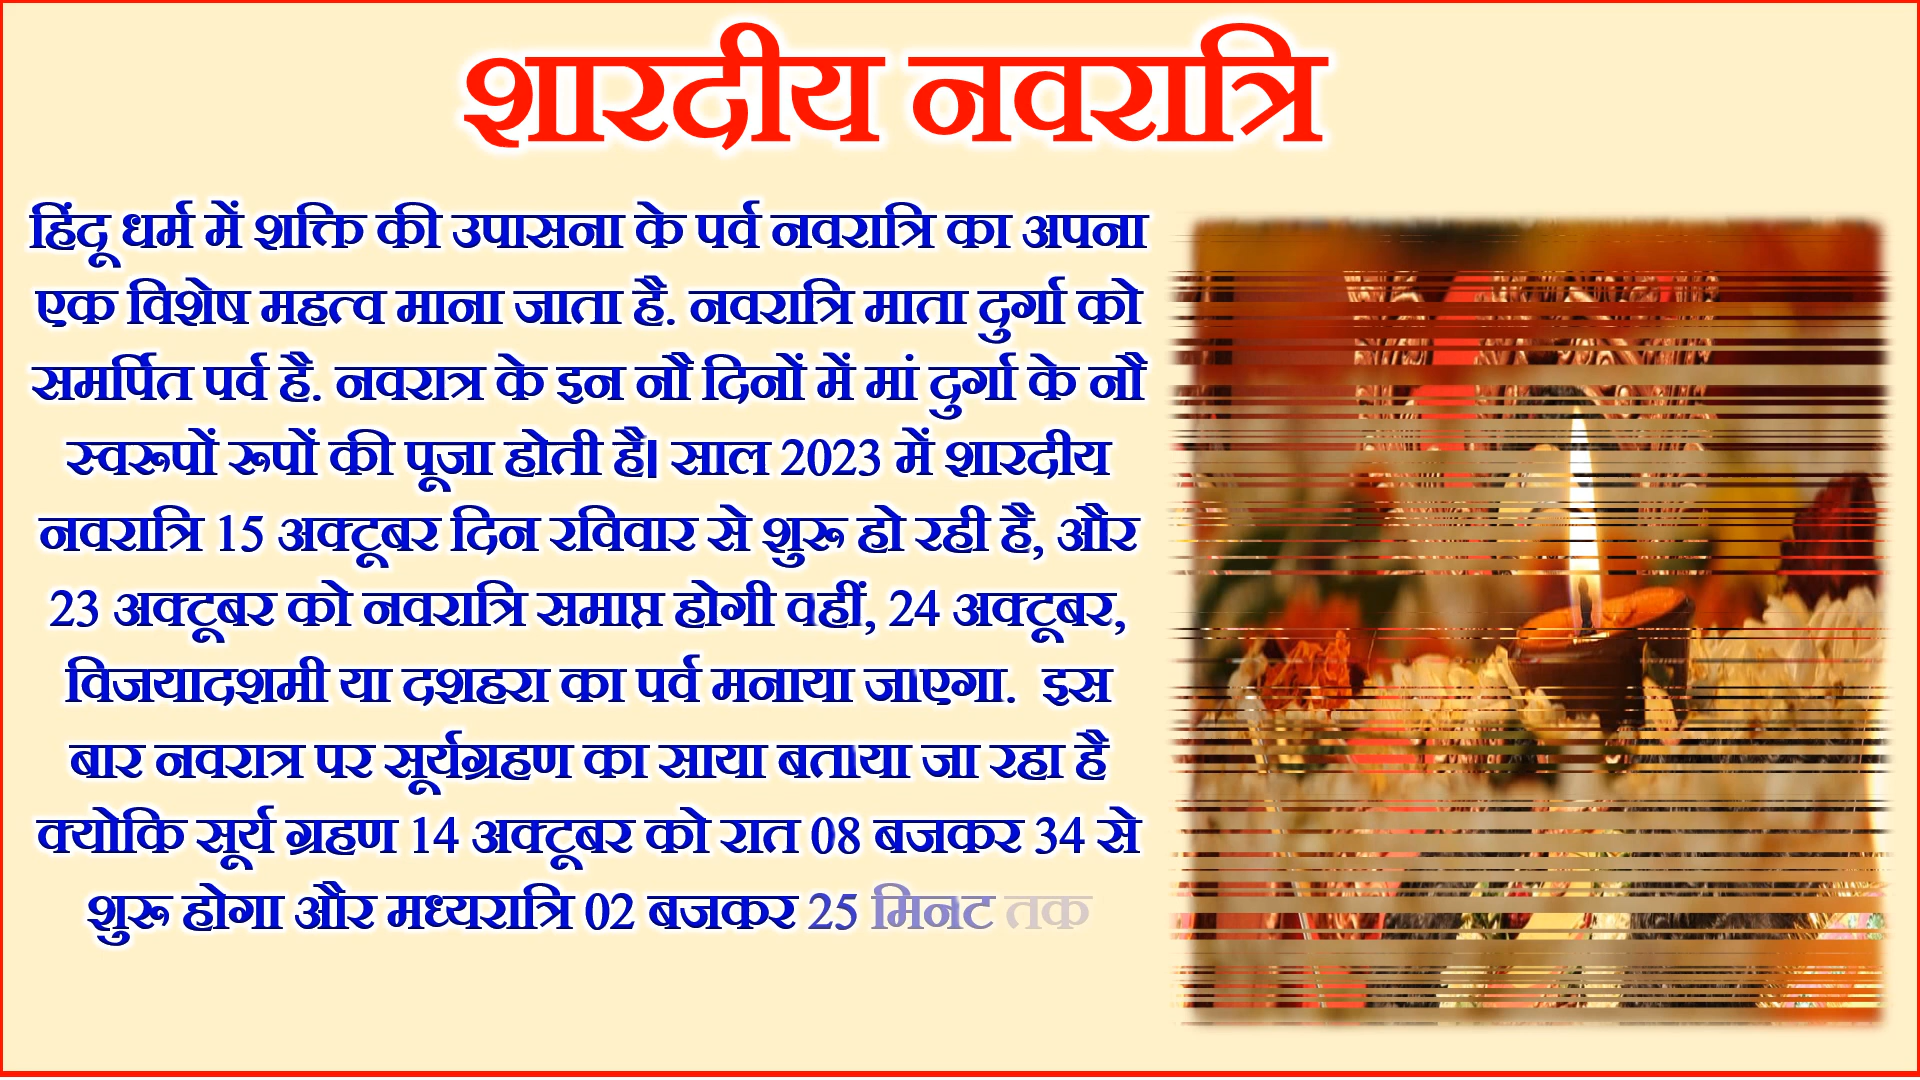 शारदीय नवरात्रि
हिंदू धर्म में शक्ति की उपासना के पर्व नवरात्रि का अपना
एक विशेष महत्व माना जाता है. नवरात्रि माता दुर्गा को
समर्पित पर्व है. नवरात्र के इन नौ दिनों में मां दुर्गा के नौ
स्वरूपों रूपों की पूजा होती है| साल 2023 में शारदीय
नवरात्रि 15 अक्टूबर दिन रविवार से शुरू हो रही है, और
23 अक्टूबर को नवरात्रि समाप्त होगी वहीं, 24 अक्टूबर,
विजयादशमी या दशहरा का पर्व मनाया जाएगा. इस
बार नवरात्र पर सूर्यग्रहण का साया बताया जा रहा है
क्योकि सूर्य ग्रहण 14 अक्टूबर को रात 08 बजकर 34 से
शुरू होगा और मध्यरात्रि 02 बजकर 25 मिनट तक